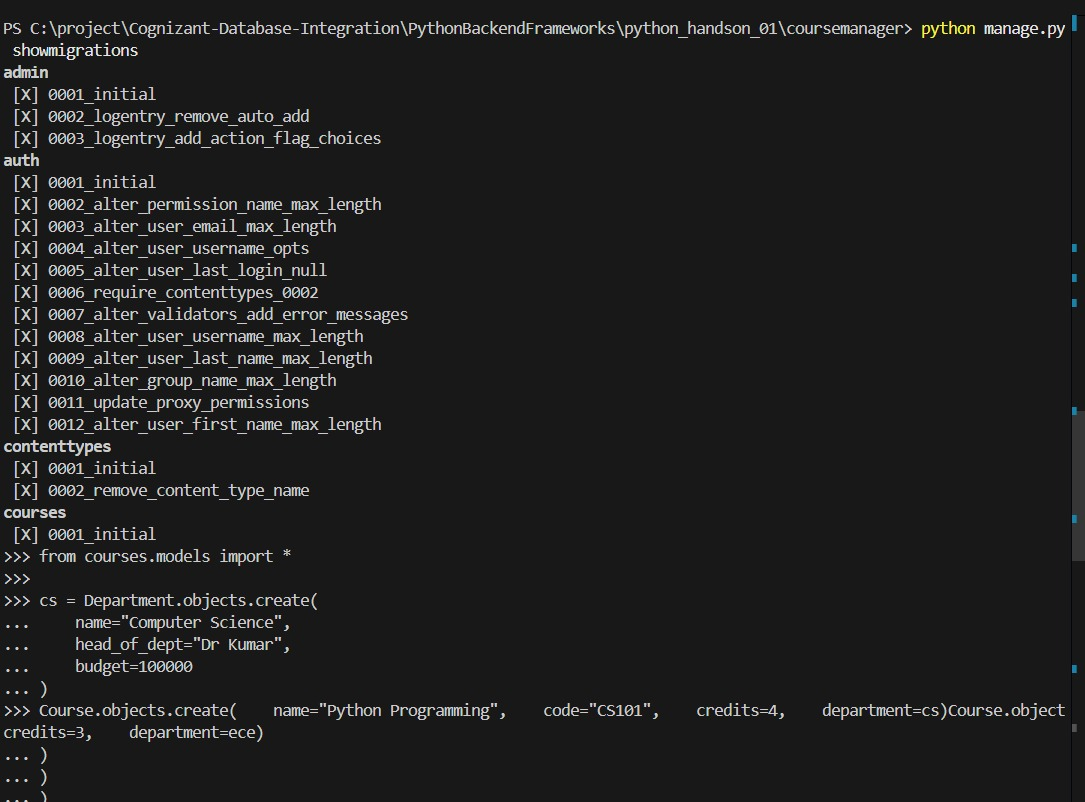 PS C:\project\Cognizant-Database-Integration\PythonBackendFrameworks\python_handson_01\coursemanager> python manage.py
 showmigrations
admin
 [X] 0001_initial
 [X] 0002_logentry_remove_auto_add
 [X] 0003_logentry_add_action_flag_choices
auth
 [X] 0001_initial
 [X] 0002_alter_permission_name_max_length
 [X] 0003_alter_user_email_max_length
 [X] 0004_alter_user_username_opts
 [X] 0005_alter_user_last_login_null
 [X] 0006_require_contenttypes_0002
 [X] 0007_alter_validators_add_error_messages
 [X] 0008_alter_user_username_max_length
 [X] 0009_alter_user_last_name_max_length
 [X] 0010_alter_group_name_max_length
 [X] 0011_update_proxy_permissions
 [X] 0012_alter_user_first_name_max_length
contenttypes
 [X] 0001_initial
 [X] 0002_remove_content_type_name
courses
 [X] 0001_initial
>>> from courses.models import *
>>>
>>> cs = Department.objects.create(
...     name="Computer Science",
...     head_of_dept="Dr Kumar",
...     budget=100000
... )
>>> Course.objects.create(    name="Python Programming",    code="CS101",    credits=4,    department=cs)Course.object
credits=3,    department=ece)
... )
... )
... )